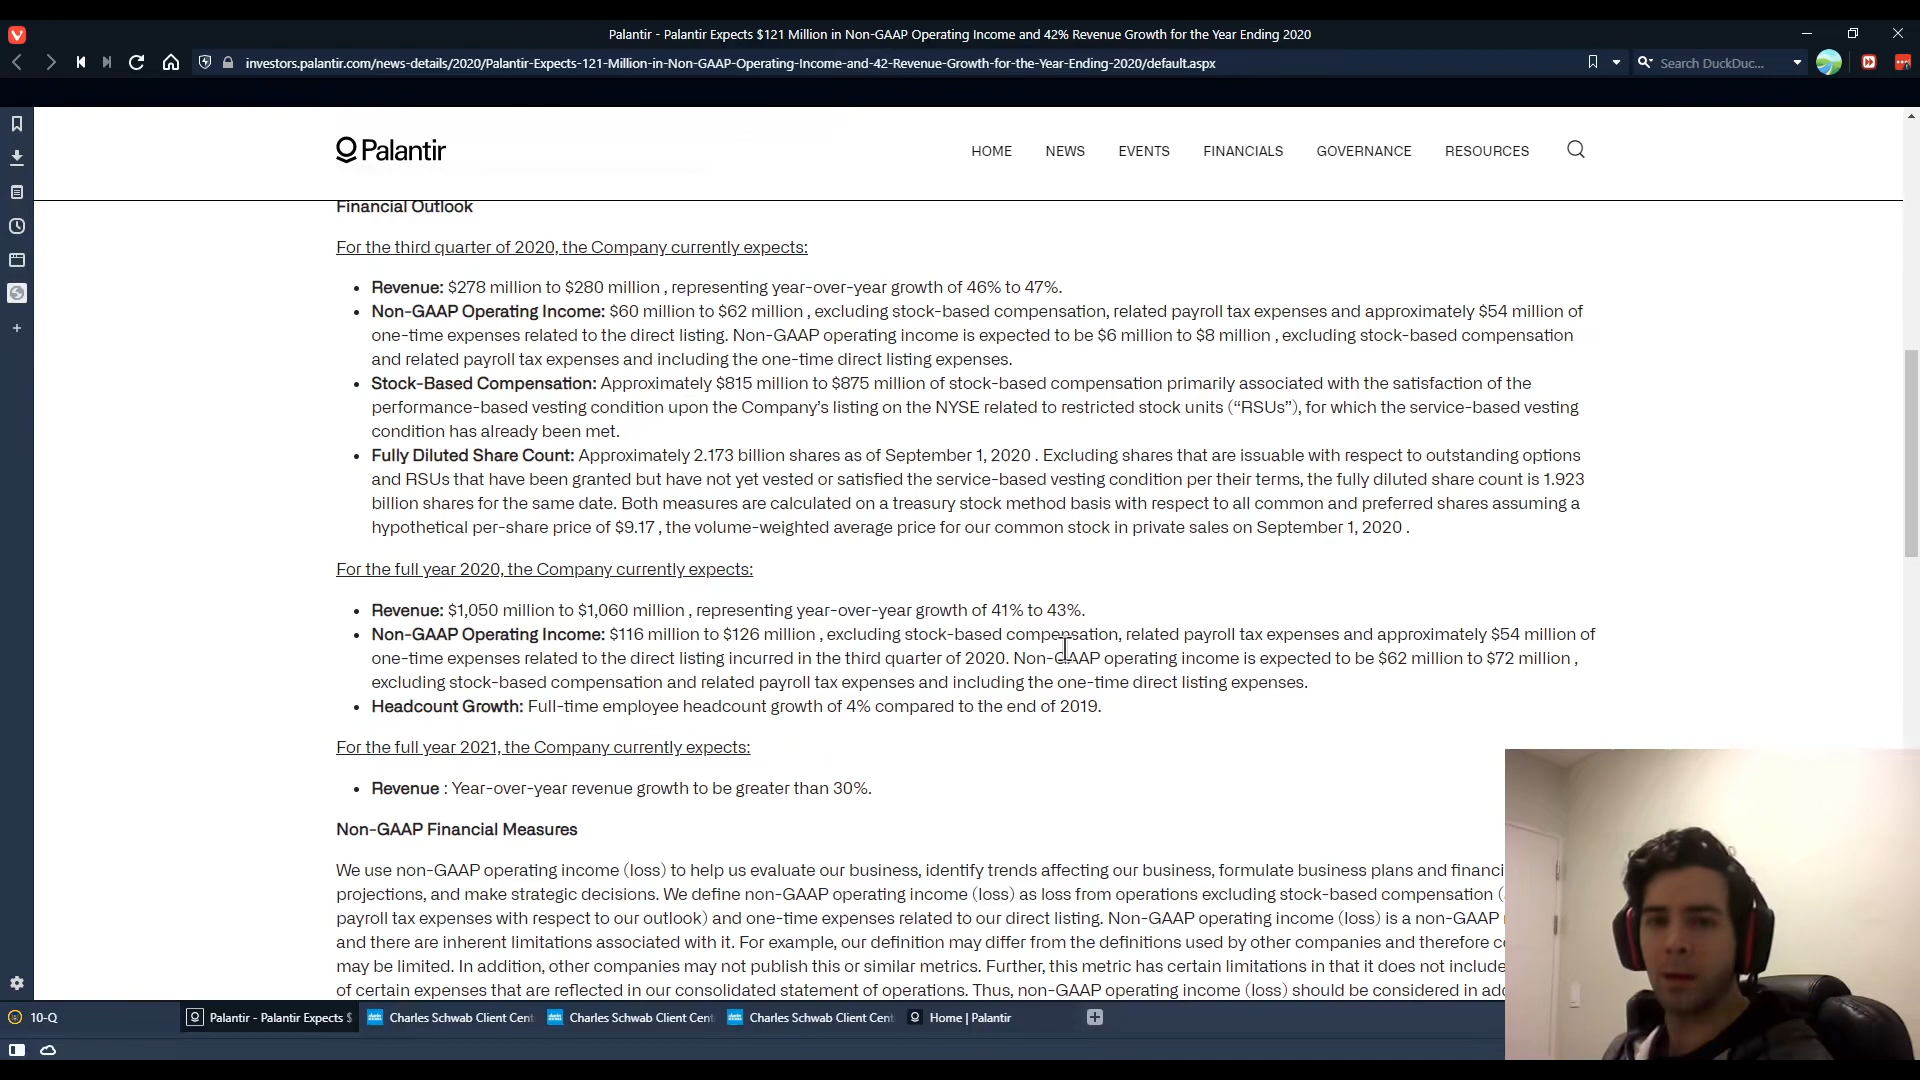 Palantir - Palantir Expects $121 Million in Non-GAAP Operating Income and 42% Revenue Growth for the Year Ending 2020
investors.palantir.com/news-details/2020/Palantir-Expects-121-Million-in-Non-GAAP-Operating-Income-and-42-Revenue-Growth-for-the-Year-Ending-2020/default.aspx
Search DuckDuc...
Palantir
HOME NEWS EVENTS FINANCIALS GOVERNANCE RESOURCES
Financial Outlook
For the third quarter of 2020, the Company currently expects:
• Revenue: $278 million to $280 million , representing year-over-year growth of 46% to 47%.
• Non-GAAP Operating Income: $60 million to $62 million , excluding stock-based compensation, related payroll tax expenses and approximately $54 million of
one-time expenses related to the direct listing. Non-GAAP operating income is expected to be $6 million to $8 million , excluding stock-based compensation
and related payroll tax expenses and including the one-time direct listing expenses.
• Stock-Based Compensation: Approximately $815 million to $875 million of stock-based compensation primarily associated with the satisfaction of the
performance-based vesting condition upon the Company's listing on the NYSE related to restricted stock units (“RSUs”), for which the service-based vesting
condition has already been met.
• Fully Diluted Share Count: Approximately 2.173 billion shares as of September 1, 2020 . Excluding shares that are issuable with respect to outstanding options
and RSUs that have been granted but have not yet vested or satisfied the service-based vesting condition per their terms, the fully diluted share count is 1.923
billion shares for the same date. Both measures are calculated on a treasury stock method basis with respect to all common and preferred shares assuming a
hypothetical per-share price of $9.17 , the volume-weighted average price for our common stock in private sales on September 1, 2020 .
For the full year 2020, the Company currently expects:
• Revenue: $1,050 million to $1,060 million , representing year-over-year growth of 41% to 43%.
• Non-GAAP Operating Income: $116 million to $126 million , excluding stock-based compensation, related payroll tax expenses and approximately $54 million of
one-time expenses related to the direct listing incurred in the third quarter of 2020. Non-GAAP operating income is expected to be $62 million to $72 million ,
excluding stock-based compensation and related payroll tax expenses and including the one-time direct listing expenses.
• Headcount Growth: Full-time employee headcount growth of 4% compared to the end of 2019.
For the full year 2021, the Company currently expects:
• Revenue : Year-over-year revenue growth to be greater than 30%.
Non-GAAP Financial Measures
We use non-GAAP operating income (loss) to help us evaluate our business, identify trends affecting our business, formulate business plans and financi
projections, and make strategic decisions. We define non-GAAP operating income (loss) as loss from operations excluding stock-based compensation (
payroll tax expenses with respect to our outlook) and one-time expenses related to our direct listing. Non-GAAP operating income (loss) is a non-GAAP
and there are inherent limitations associated with it. For example, our definition may differ from the definitions used by other companies and therefore c
may be limited. In addition, other companies may not publish this or similar metrics. Further, this metric has certain limitations in that it does not include
of certain expenses that are reflected in our consolidated statement of operations. Thus, non-GAAP operating income (loss) should be considered in ad
10-Q Palantir - Palantir Expects $ Charles Schwab Client Cent Charles Schwab Client Cent Charles Schwab Client Cent Home | Palantir